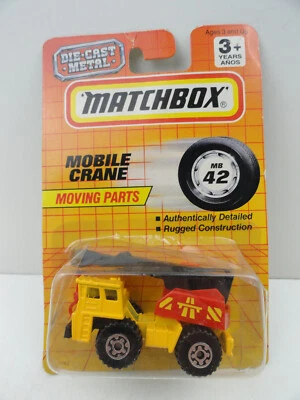 DIE-CAST
METAL
Ages 3 and
3+
YEARS
AÑOS
MATCHBOX®
MOBILE
CRANE
MOVING PARTS
MB
42
■ Authentically Detailed
■ Rugged Construction